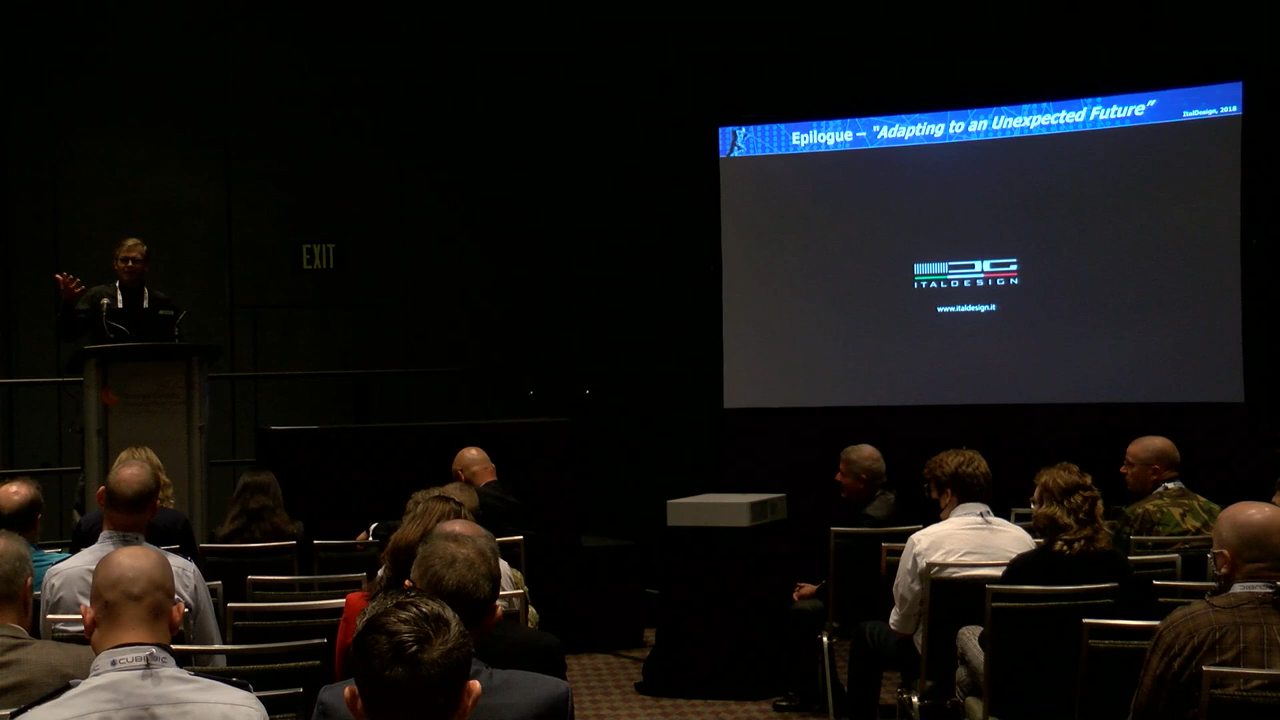 Epilogue – "Adapting to an Unexpected Future"
ItalDesign, 2018
ITALDESIGN
www.italdesign.it
EXIT
CUBIC